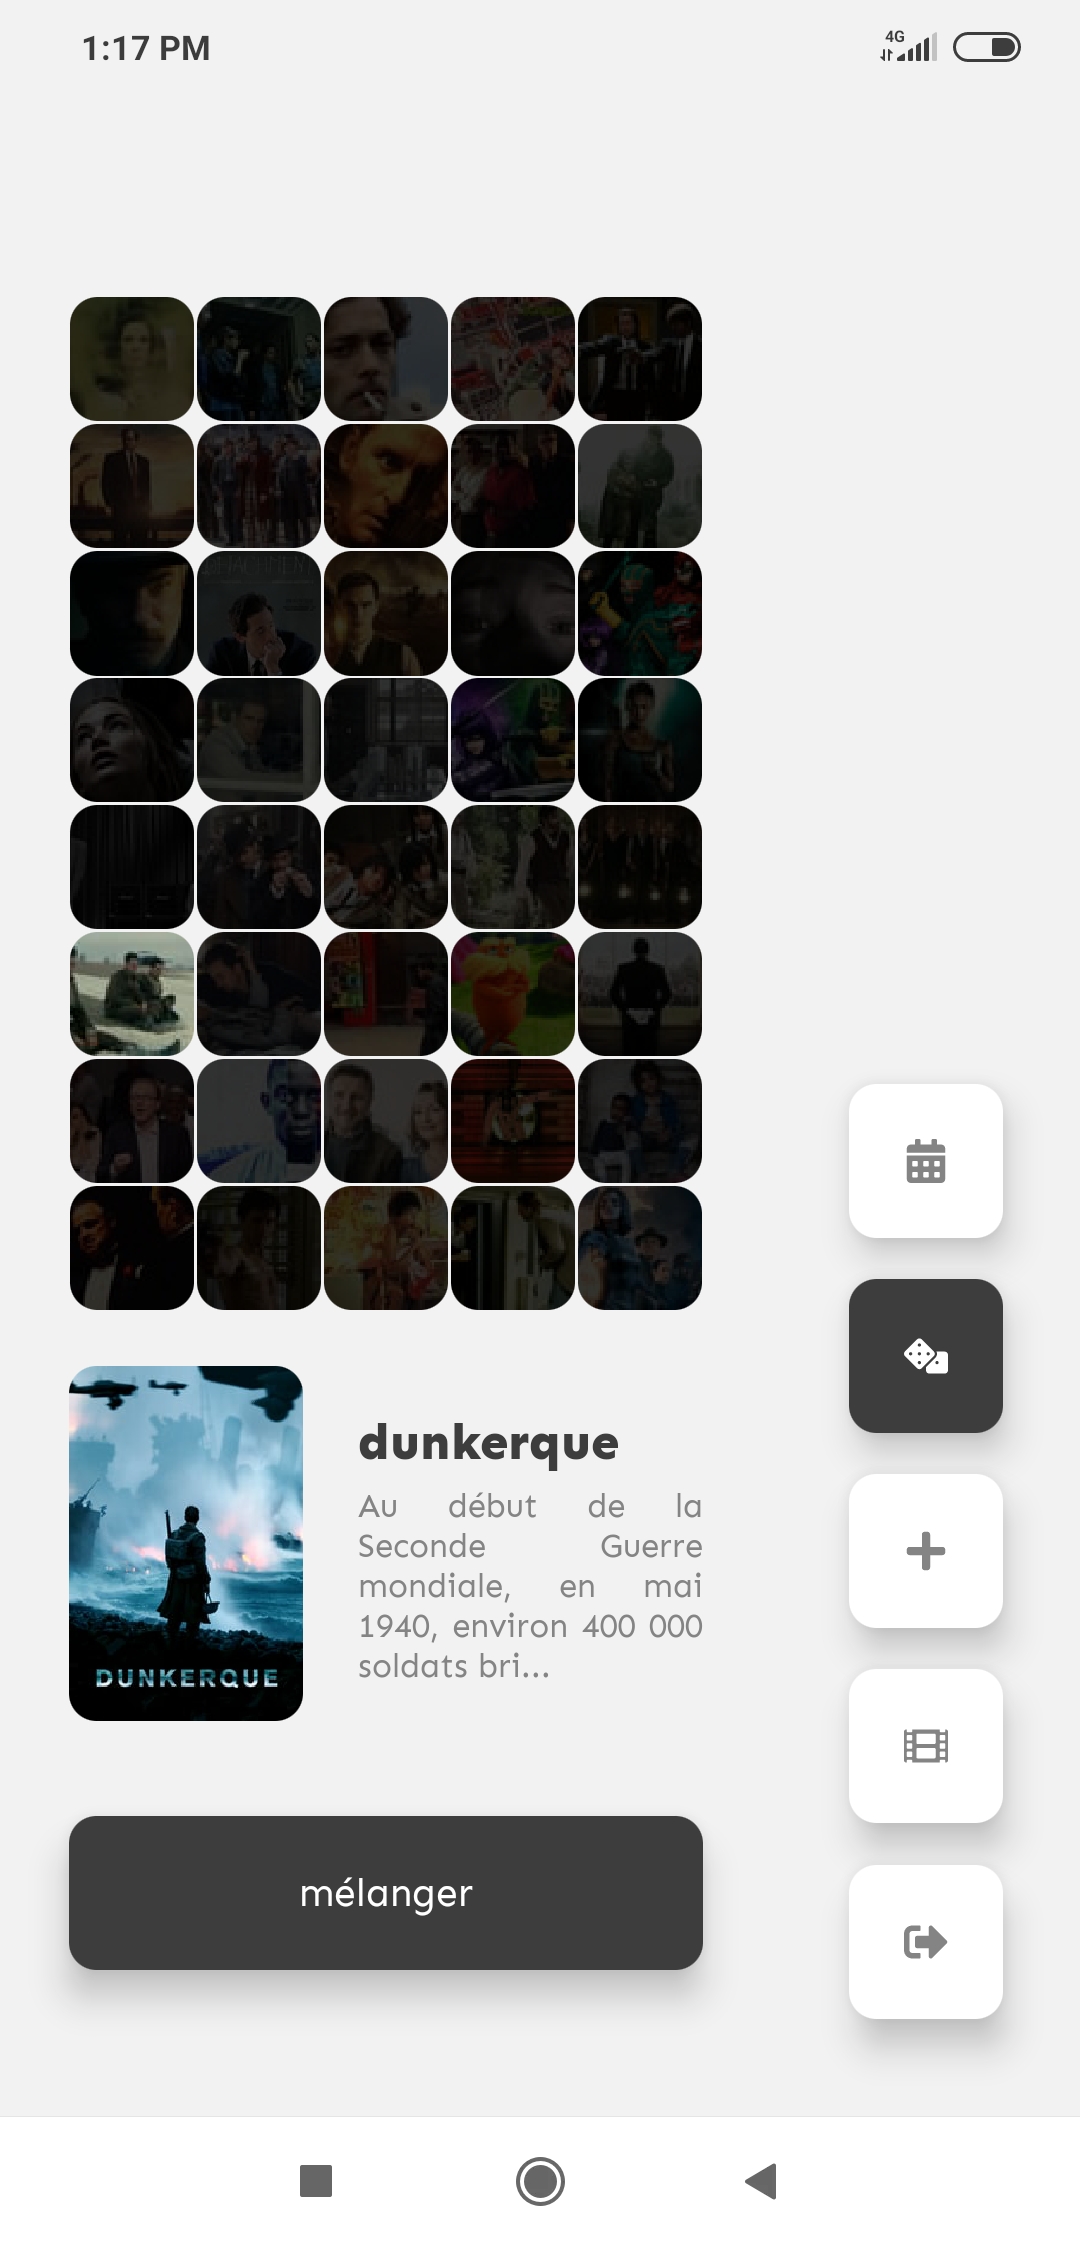 1:17 PM
4G
DUNKERQUE
dunkerque
Au début de la
Seconde Guerre
mondiale, en mai
1940, environ 400 000
soldats bri...
mélanger